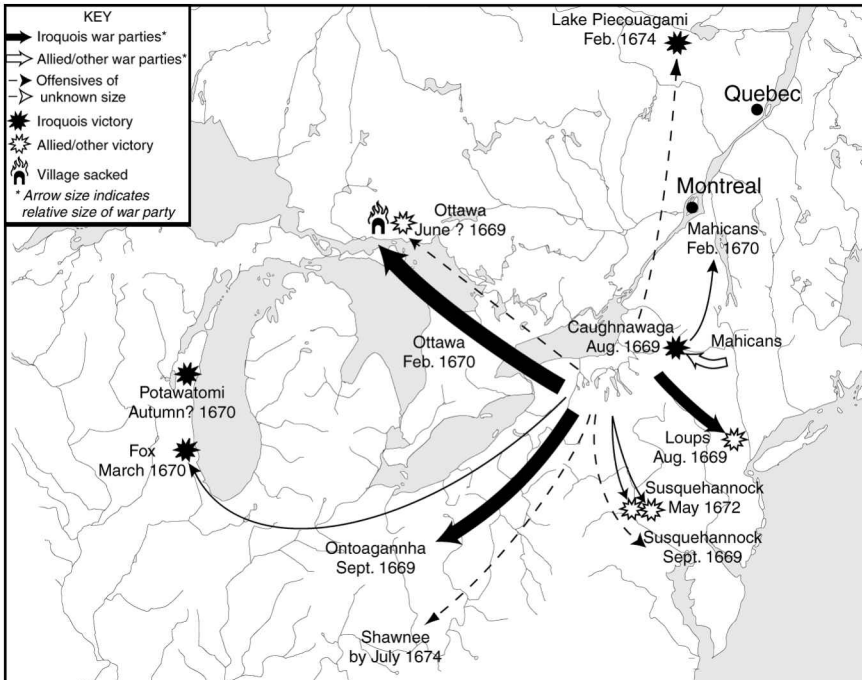 KEY
Iroquois war parties*
Allied/other war parties*
Offensives of
unknown size
Iroquois victory
Allied/other victory
Village sacked
* Arrow size indicates
relative size of war party
Lake Piecouagami
Feb. 1674
Quebec
Montreal
Mahicans
Feb. 1670
Ottawa
June ? 1669
Ottawa
Feb. 1670
Caughnawaga
Aug. 1669
Mahicans
Potawatomi
Autumn? 1670
Fox
March 1670
Loups
Aug. 1669
Susquehannock
May 1672
Susquehannock
Sept. 1669
Ontoagannha
Sept. 1669
Shawnee
by July 1674